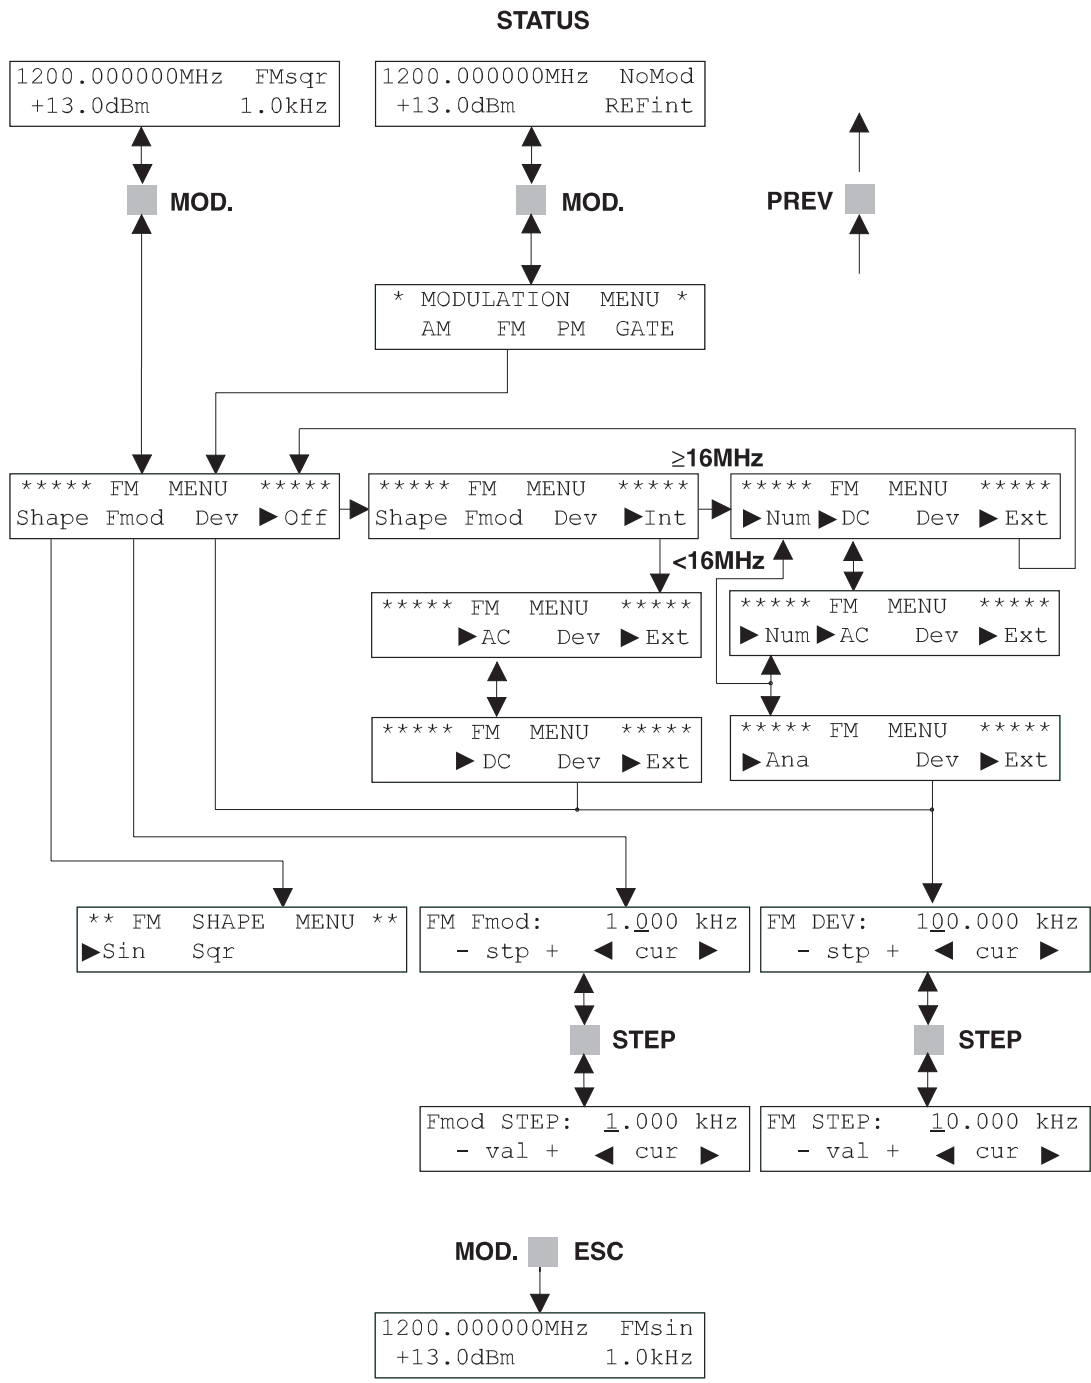 STATUS
1200.000000MHz FMsqr
+13.0dBm 1.0kHz
1200.000000MHz NoMod
+13.0dBm REFint
MOD.
MOD.
PREV
* MODULATION MENU *
AM FM PM GATE
≥16MHz
***** FM MENU *****
Shape Fmod Dev ▶Off
***** FM MENU *****
Shape Fmod Dev ▶Int
***** FM MENU *****
▶Num ▶DC Dev ▶Ext
<16MHz
***** FM MENU *****
▶AC Dev ▶Ext
***** FM MENU *****
▶Num ▶AC Dev ▶Ext
***** FM MENU *****
▶DC Dev ▶Ext
***** FM MENU *****
▶Ana Dev ▶Ext
** FM SHAPE MENU **
▶Sin Sqr
FM Fmod: 1.000 kHz
- stp + ◀ cur ▶
FM DEV: 100.000 kHz
- stp + ◀ cur ▶
STEP
STEP
Fmod STEP: 1.000 kHz
- val + ◀ cur ▶
FM STEP: 10.000 kHz
- val + ◀ cur ▶
MOD. ESC
1200.000000MHz FMsin
+13.0dBm 1.0kHz